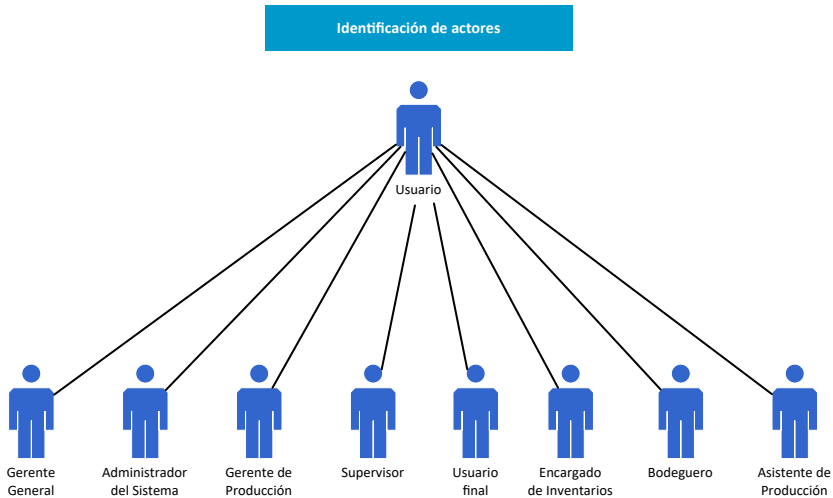 Identificación de actores
Usuario
Gerente
General
Administrador
del Sistema
Gerente de
Producción
Supervisor
Usuario
final
Encargado
de Inventarios
Bodeguero
Asistente de
Producción